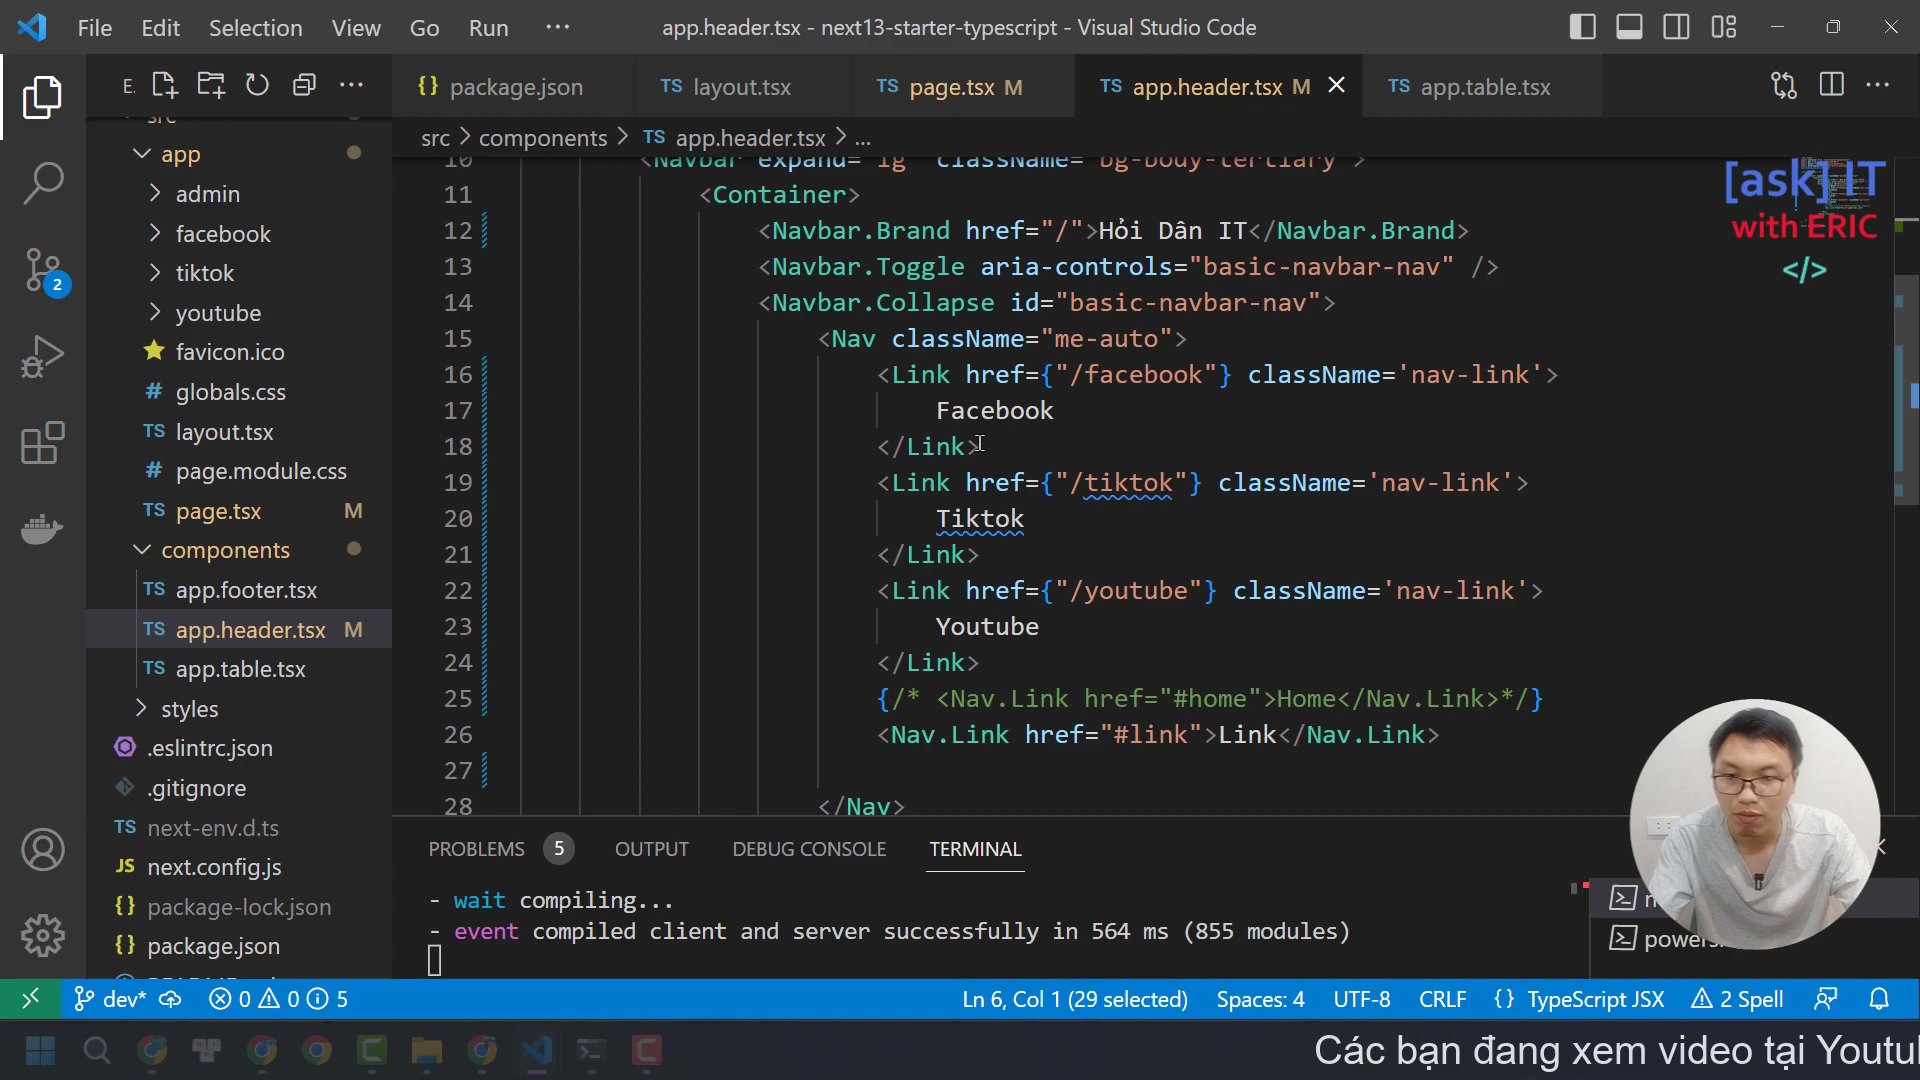 File Edit Selection View Go Run ··· app.header.tsx - next13-starter-typescript - Visual Studio Code
E. ···
{} package.json TS layout.tsx TS page.tsx M TS app.header.tsx M TS app.table.tsx ···
src > components > TS app.header.tsx > ...
src
app
admin
facebook
tiktok
youtube
favicon.ico
# globals.css
TS layout.tsx
# page.module.css
TS page.tsx M
components
TS app.footer.tsx
TS app.header.tsx M
TS app.table.tsx
styles
.eslintrc.json
.gitignore
TS next-env.d.ts
JS next.config.js
{} package-lock.json
{} package.json
2
10 <Navbar expand="lg" className="bg-body-tertiary">
11 <Container>
12 <Navbar.Brand href="/">Hỏi Dân IT</Navbar.Brand>
13 <Navbar.Toggle aria-controls="basic-navbar-nav" />
14 <Navbar.Collapse id="basic-navbar-nav">
15 <Nav className="me-auto">
16 <Link href={"/facebook"} className='nav-link'>
17 Facebook
18 </Link>
19 <Link href={"/tiktok"} className='nav-link'>
20 Tiktok
21 </Link>
22 <Link href={"/youtube"} className='nav-link'>
23 Youtube
24 </Link>
25 {/* <Nav.Link href="#home">Home</Nav.Link>*/}
26 <Nav.Link href="#link">Link</Nav.Link>
27
28 </Nav>
[ask] IT
with ERIC
</>
PROBLEMS 5 OUTPUT DEBUG CONSOLE TERMINAL
- wait compiling...
- event compiled client and server successfully in 564 ms (855 modules)
dev* 0 0 5 Ln 6, Col 1 (29 selected) Spaces: 4 UTF-8 CRLF {} TypeScript JSX 2 Spell
Các bạn đang xem video tại